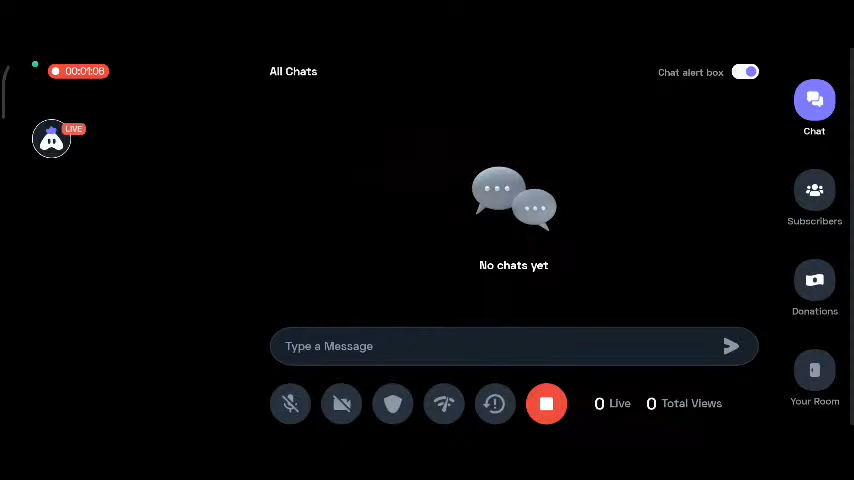 00:01:08
All Chats
Chat alert box
LIVE
Chat
Subscribers
No chats yet
Donations
Type a Message
0 Live 0 Total Views
Your Room